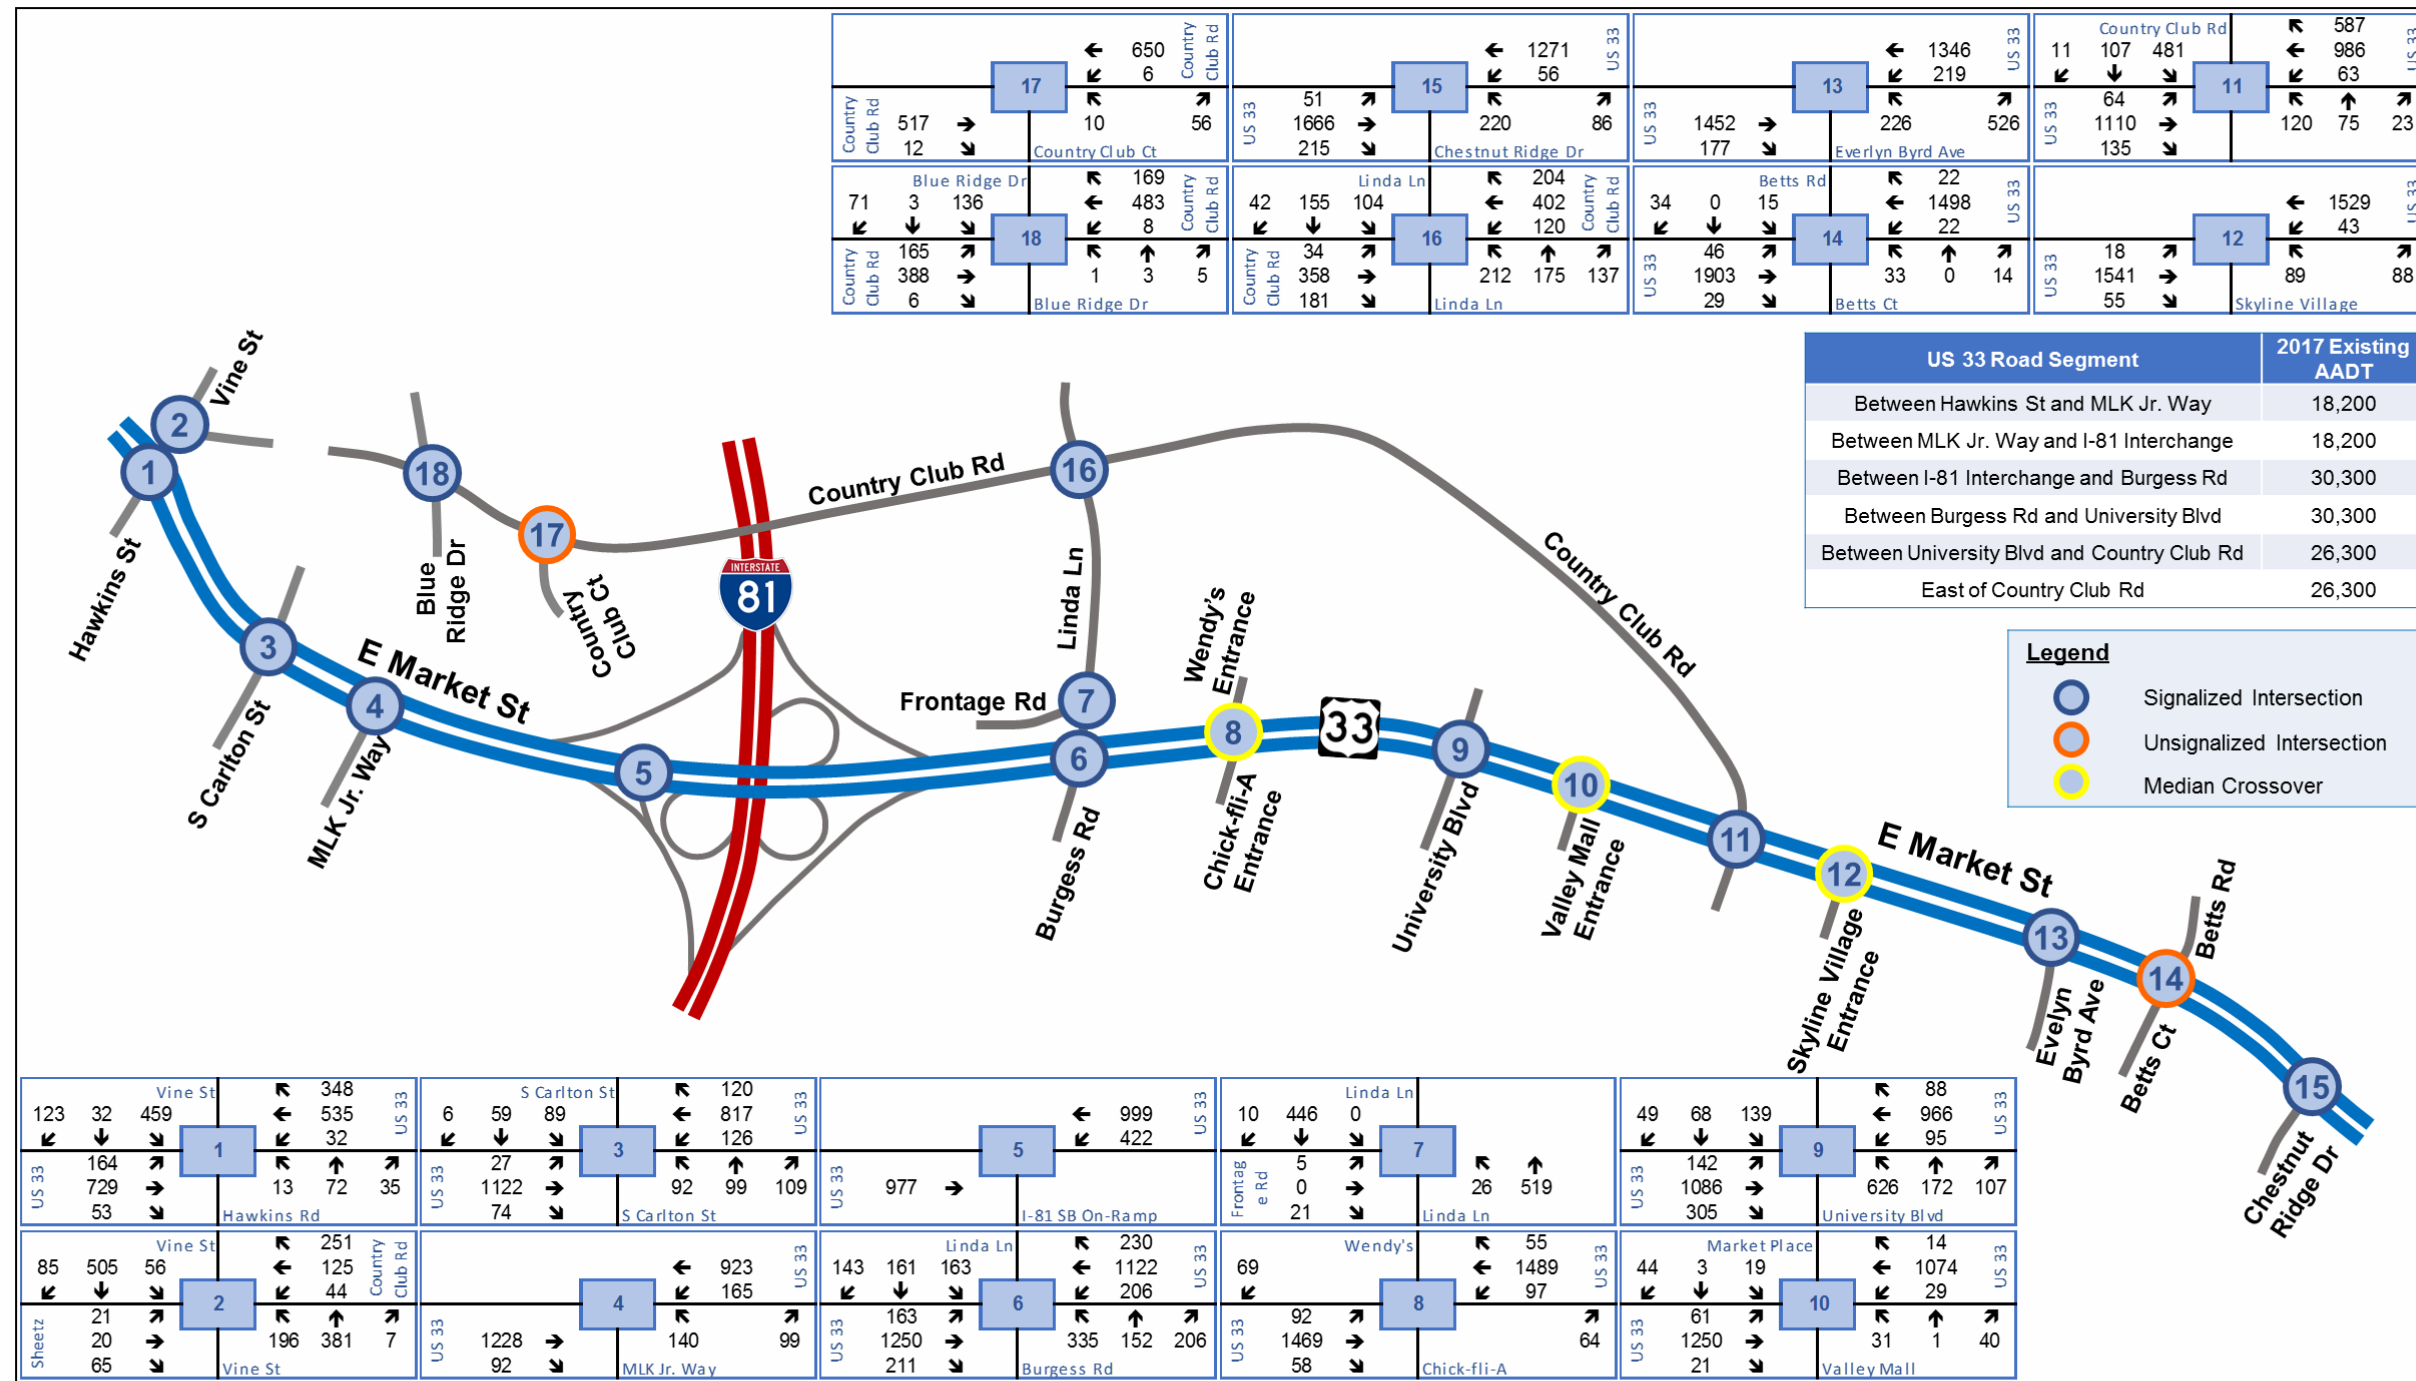 650
6
Country
Club Rd
17
Country
Club Rd
517
12
10
56
Country Club Ct
1271
56
US 33
15
US 33
51
1666
215
220
86
Chestnut Ridge Dr
1346
219
US 33
13
US 33
1452
177
226
526
Everlyn Byrd Ave
Country Club Rd
11 107 481
587
986
63
US 33
11
US 33
64
1110
135
120 75 23
Blue Ridge Dr
71 3 136
169
483
8
Country
Club Rd
18
Country
Club Rd
165
388
6
1 3 5
Blue Ridge Dr
Linda Ln
42 155 104
204
402
120
Country
Club Rd
16
Country
Club Rd
34
358
181
212 175 137
Linda Ln
Betts Rd
34 0 15
22
1498
22
US 33
14
US 33
46
1903
29
33 0 14
Betts Ct
1529
43
US 33
12
US 33
18
1541
55
89 88
Skyline Village
US 33 Road Segment
2017 Existing
AADT
Between Hawkins St and MLK Jr. Way 18,200
Between MLK Jr. Way and I-81 Interchange 18,200
Between I-81 Interchange and Burgess Rd 30,300
Between Burgess Rd and University Blvd 30,300
Between University Blvd and Country Club Rd 26,300
East of Country Club Rd 26,300
Legend
Signalized Intersection
Unsignalized Intersection
Median Crossover
Vine St
2
1
Hawkins St
18
Blue
Ridge Dr
17
Country
Club Ct
Country Club Rd
INTERSTATE
81
16
Linda Ln
Country Club Rd
3
S Carlton St
4
MLK Jr. Way
E Market St
5
Frontage Rd
7
6
Burgess Rd
Wendy's
Entrance
8
Chick-fli-A
Entrance
33
9
University Blvd
10
Valley Mall
Entrance
11
12
Skyline Village
Entrance
E Market St
13
Evelyn
Byrd Ave
Betts Rd
14
Betts Ct
15
Chestnut
Ridge Dr
Vine St
123 32 459
348
535
32
US 33
1
US 33
164
729
53
13 72 35
Hawkins Rd
S Carlton St
6 59 89
120
817
126
US 33
3
US 33
27
1122
74
92 99 109
S Carlton St
999
422
US 33
5
US 33
977
I-81 SB On-Ramp
Linda Ln
10 446 0
7
Frontag
e Rd
5
0
21
26 519
Linda Ln
49 68 139
88
966
95
US 33
9
US 33
142
1086
305
626 172 107
University Blvd
Vine St
85 505 56
251
125
44
Country
Club Rd
2
Sheetz
21
20
65
196 381 7
Vine St
923
165
US 33
4
US 33
1228
92
140 99
MLK Jr. Way
Linda Ln
143 161 163
230
1122
206
US 33
6
US 33
163
1250
211
335 152 206
Burgess Rd
Wendy's
69
55
1489
97
US 33
8
US 33
92
1469
58
64
Chick-fli-A
Market Place
44 3 19
14
1074
29
US 33
10
US 33
61
1250
21
31 1 40
Valley Mall